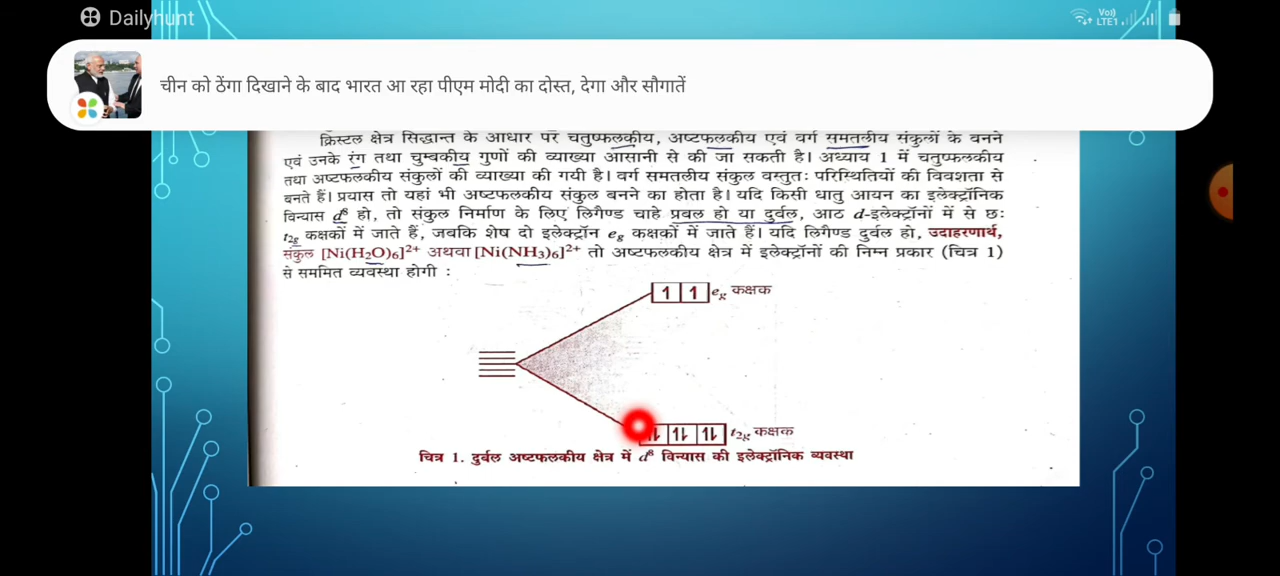 Dailyhunt
Vo)
LTE1
चीन को ठेंगा दिखाने के बाद भारत आ रहा पीएम मोदी का दोस्त, देगा और सौगातें
क्रिस्टल क्षेत्र सिद्धान्त के आधार पर चतुष्फलकीय, अष्टफलकीय एवं वर्ग समतलीय संकुलों के बनने
एवं उनके रंग तथा चुम्बकीय गुणों की व्याख्या आसानी से की जा सकती है। अध्याय 1 में चतुष्फलकीय
तथा अष्टफलकीय संकुलों की व्याख्या की गयी है। वर्ग समतलीय संकुल वस्तुतः परिस्थितियों की विवशता से
बनते हैं। प्रयास तो यहां भी अष्टफलकीय संकुल बनने का होता है। यदि किसी धातु आयन का इलेक्ट्रॉनिक
विन्यास d⁸ हो, तो संकुल निर्माण के लिए लिगैण्ड चाहे प्रबल हो या दुर्बल, आठ d-इलेक्ट्रॉनों में से छः
t₂g कक्षकों में जाते हैं, जबकि शेष दो इलेक्ट्रॉन eg कक्षकों में जाते हैं। यदि लिगैण्ड दुर्बल हो, उदाहरणार्थ,
संकुल [Ni(H₂O)₆]²⁺ अथवा [Ni(NH₃)₆]²⁺ तो अष्टफलकीय क्षेत्र में इलेक्ट्रॉनों की निम्न प्रकार (चित्र 1)
से सममित व्यवस्था होगी :
1 1 eg कक्षक
1⇂ 1⇂ 1⇂ t₂g कक्षक
चित्र 1. दुर्बल अष्टफलकीय क्षेत्र में d⁸ विन्यास की इलेक्ट्रॉनिक व्यवस्था